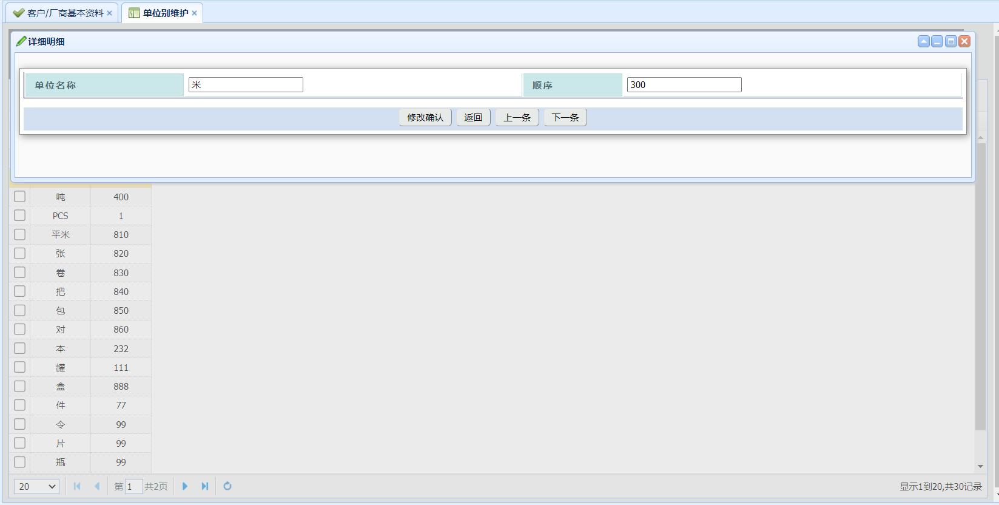 客户/厂商基本资料 单位别维护
详细明细
单位名称 米 顺序 300
修改确认 返回 上一条 下一条
吨 400
PCS 1
平米 810
张 820
卷 830
把 840
包 850
对 860
本 232
罐 111
盒 888
件 77
令 99
片 99
瓶 99
20 第 1 共2页 显示1到20,共30记录